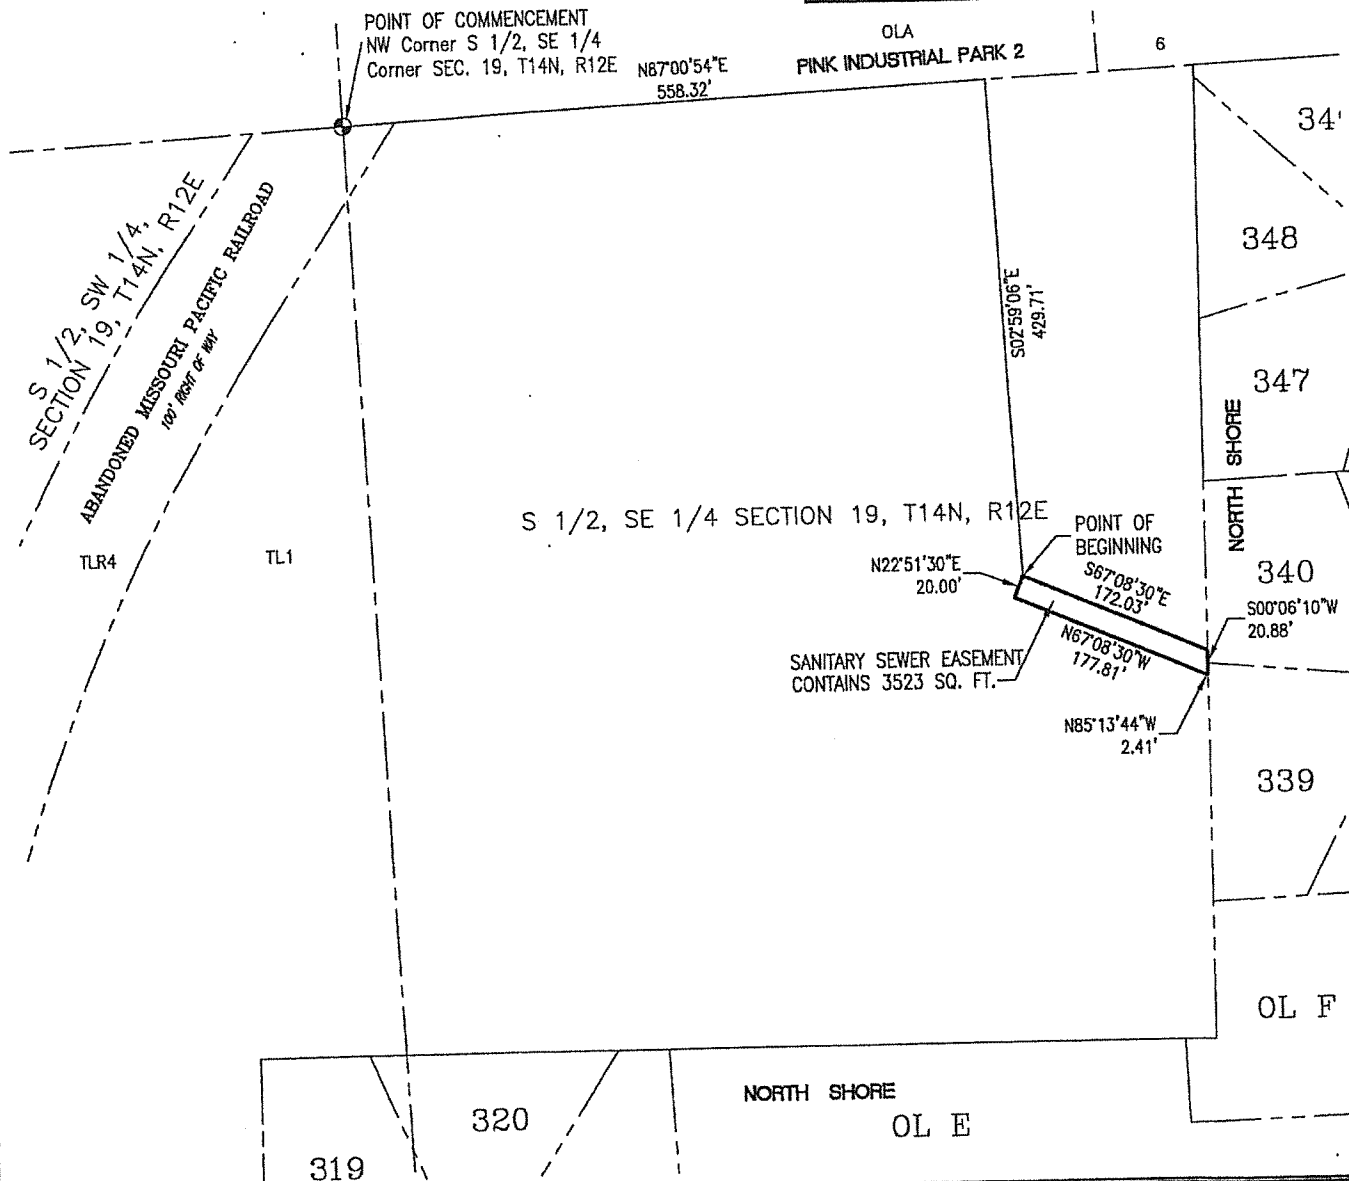 POINT OF COMMENCEMENT
NW Corner S 1/2, SE 1/4
Corner SEC. 19, T14N, R12E
N87°00'54"E
558.32'
OLA
PINK INDUSTRIAL PARK 2
6
34'
S 1/2, SW 1/4,
SECTION 19, T14N, R12E
ABANDONED MISSOURI PACIFIC RAILROAD
100' RIGHT OF WAY
348
S02°59'06"E
429.71'
347
NORTH SHORE
S 1/2, SE 1/4 SECTION 19, T14N, R12E
POINT OF
BEGINNING
TLR4
TL1
N22°51'30"E
20.00'
S67°08'30"E
172.03'
340
S00°06'10"W
20.88'
N67°08'30"W
177.81'
SANITARY SEWER EASEMENT
CONTAINS 3523 SQ. FT.
N85°13'44"W
2.41'
339
OL F
NORTH SHORE
OL E
320
319